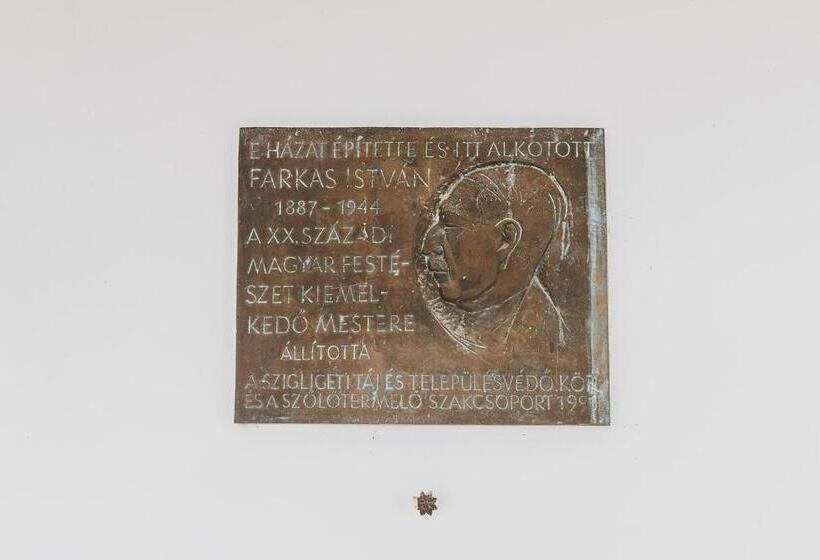 E HÁZAT ÉPÍTETTE ÉS ITT ALKOTOTT
FARKAS ISTVÁN
1887 - 1944
A XX. SZÁZADI
MAGYAR FESTÉ-
SZET KIEMEL-
KEDŐ MESTERE
ÁLLÍTOTTA
A SZIGLIGETI TÁJ ÉS TELEPÜLÉSVÉDŐ KÖR
ÉS A SZŐLŐTERMELŐ SZAKCSOPORT